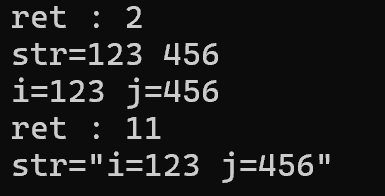 ret : 2
str=123 456
i=123 j=456
ret : 11
str="i=123 j=456"